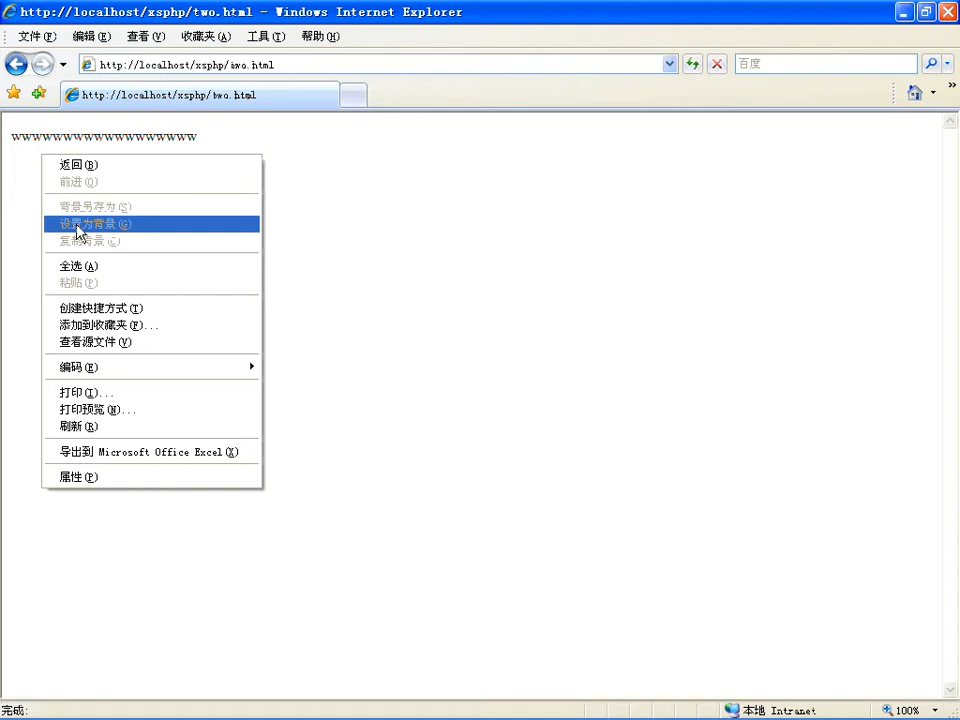 http://localhost/xsphp/two.html - Windows Internet Explorer
文件(F) 编辑(E) 查看(V) 收藏夹(A) 工具(T) 帮助(H)
http://localhost/xsphp/two.html
百度
http://localhost/xsphp/two.html
wwwwwwwwwwwwwwwwww
返回(B)
前进(O)
背景另存为(S)
设置为背景(G)
复制背景(C)
全选(A)
粘贴(P)
创建快捷方式(T)
添加到收藏夹(F)...
查看源文件(V)
编码(E)
打印(I)...
打印预览(N)...
刷新(R)
导出到 Microsoft Office Excel(X)
属性(P)
完成: 本地 Intranet 100%